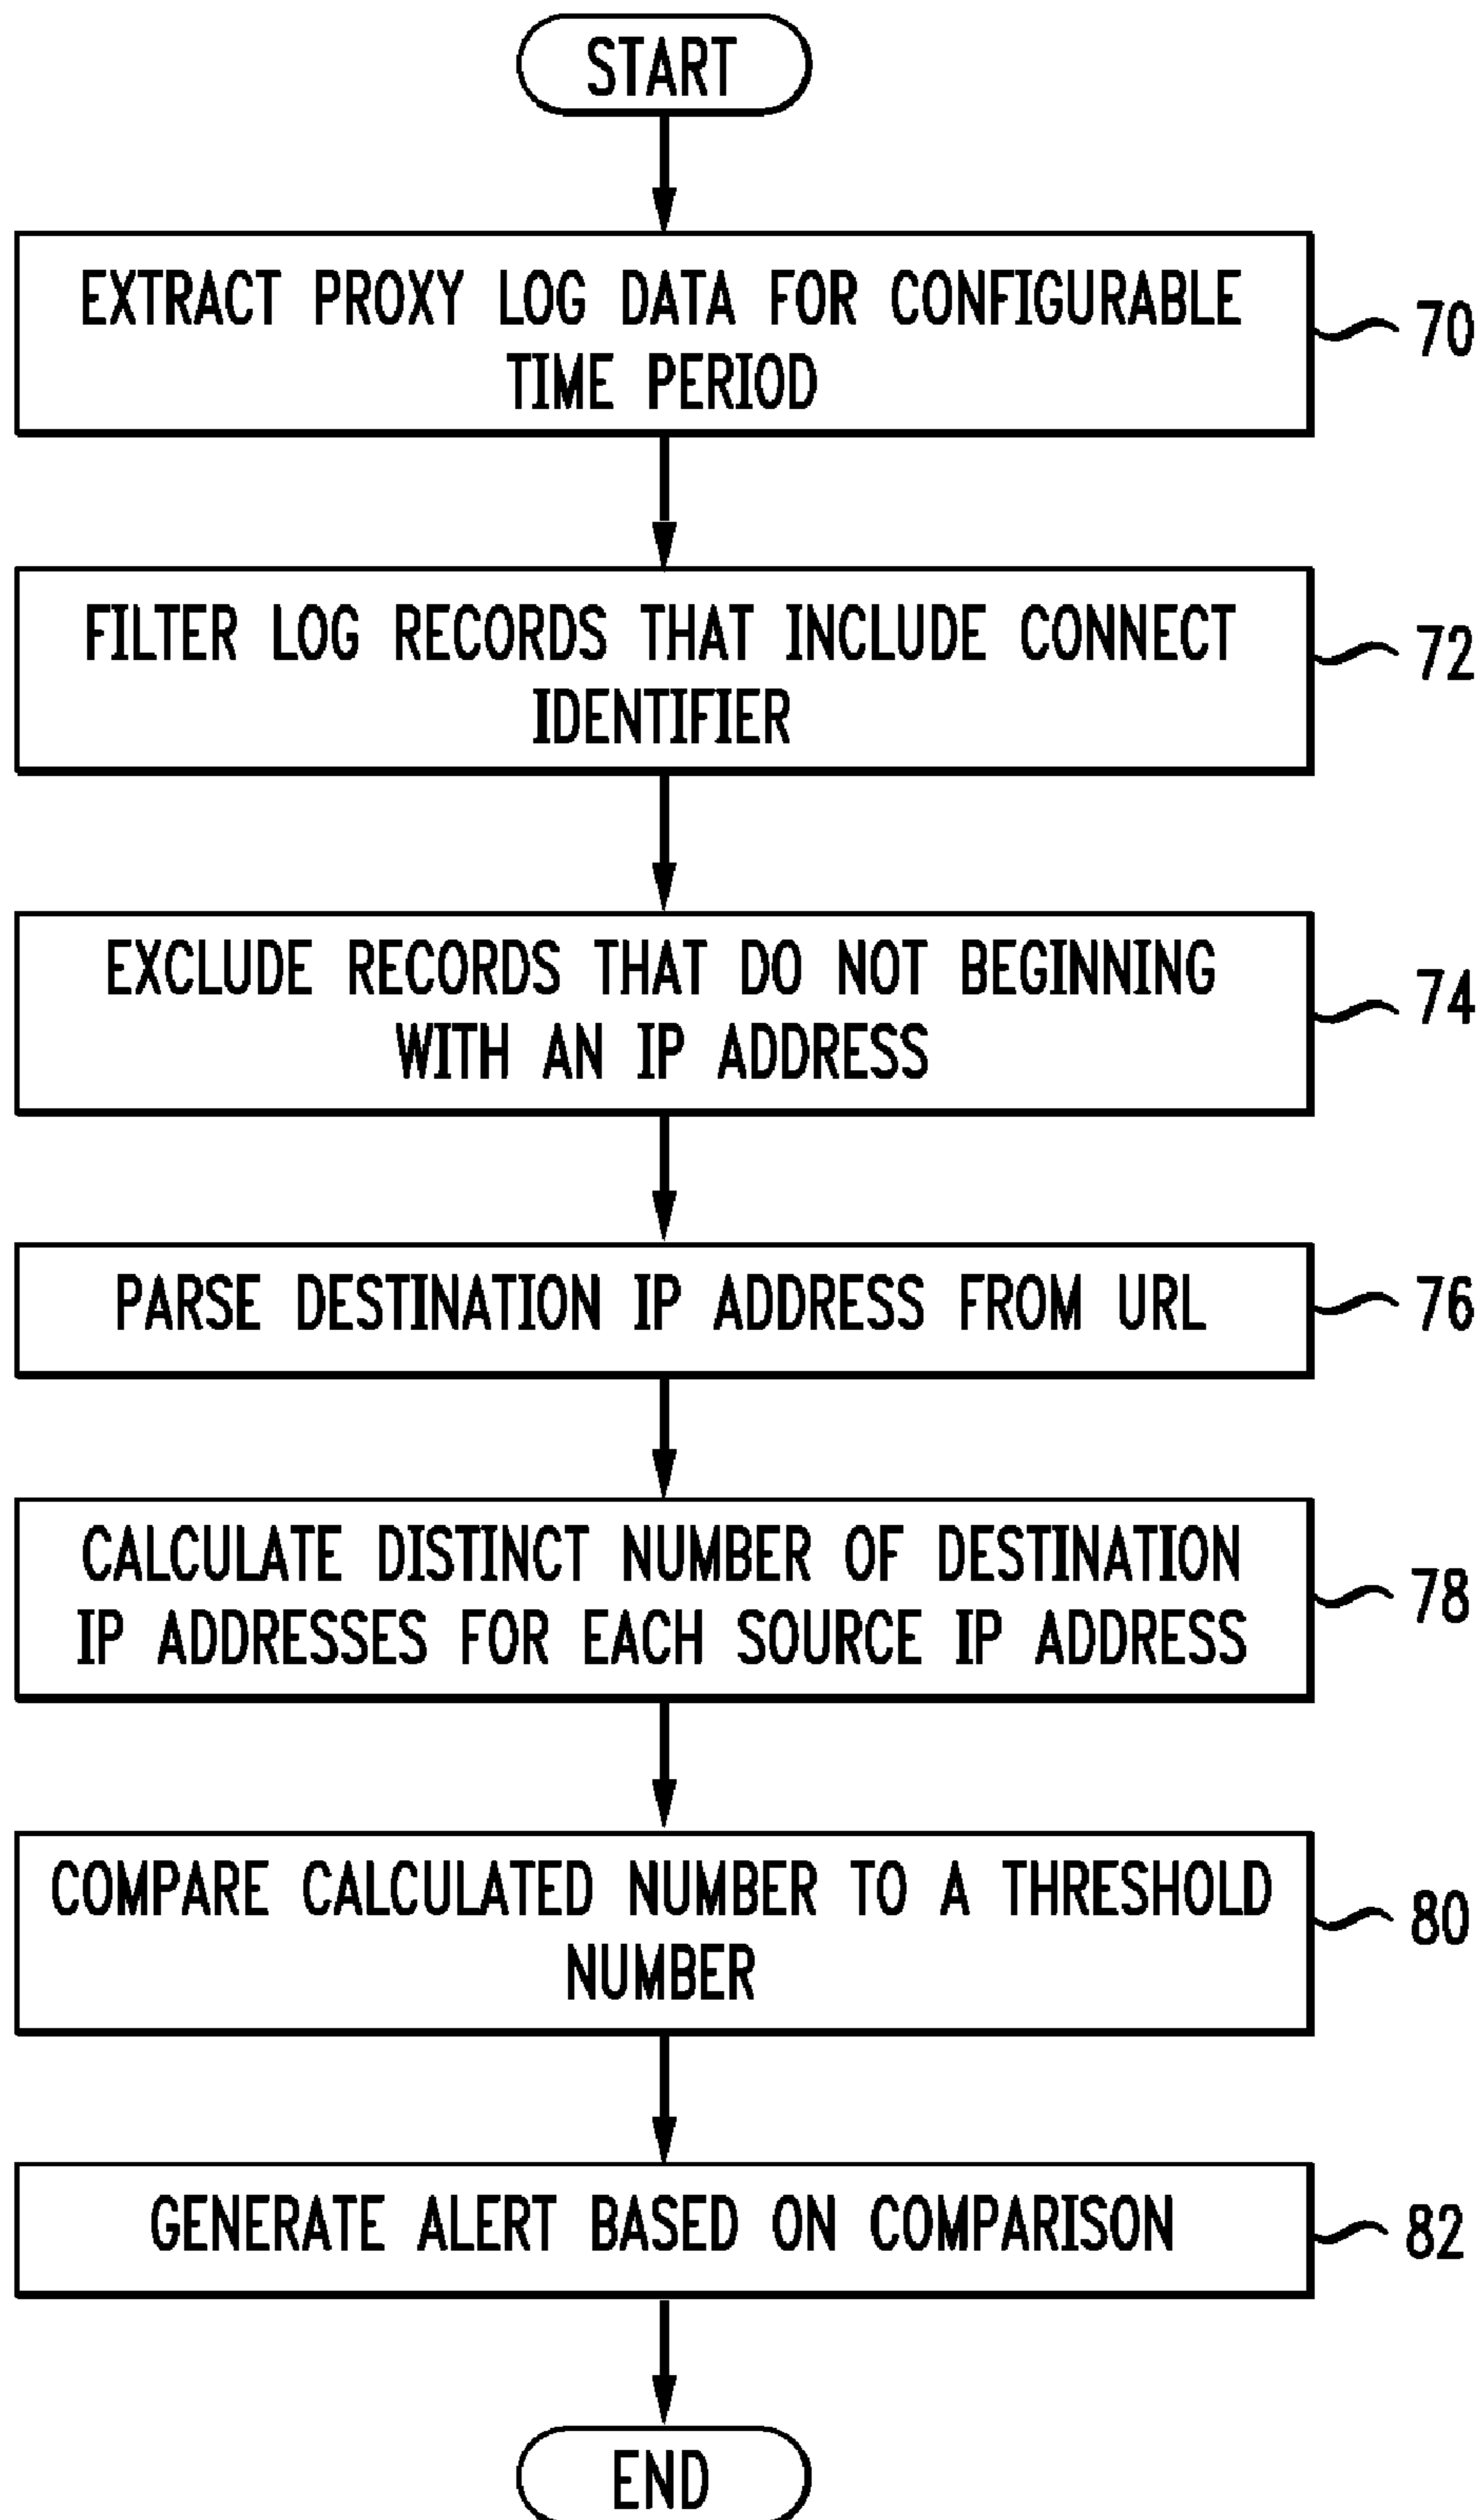 START
EXTRACT PROXY LOG DATA FOR CONFIGURABLE
TIME PERIOD
70
FILTER LOG RECORDS THAT INCLUDE CONNECT
IDENTIFIER
72
EXCLUDE RECORDS THAT DO NOT BEGINNING
WITH AN IP ADDRESS
74
PARSE DESTINATION IP ADDRESS FROM URL
76
CALCULATE DISTINCT NUMBER OF DESTINATION
IP ADDRESSES FOR EACH SOURCE IP ADDRESS
78
COMPARE CALCULATED NUMBER TO A THRESHOLD
NUMBER
80
GENERATE ALERT BASED ON COMPARISON
82
END